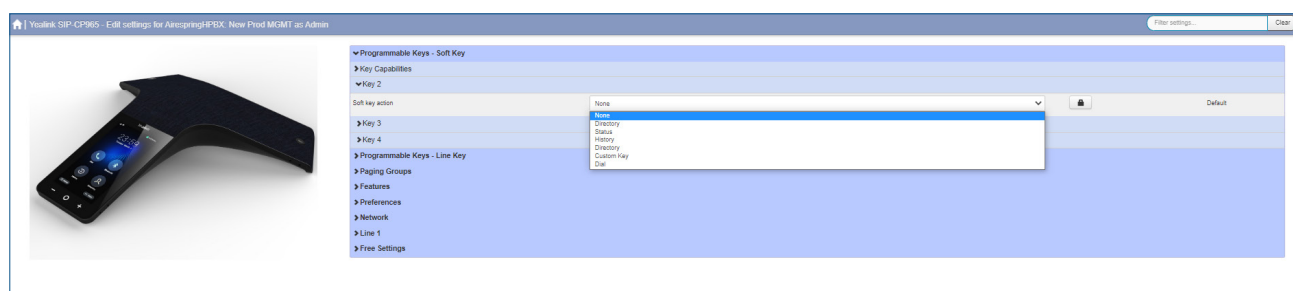 Yealink SIP-CP965 - Edit settings for AirespringHPBX: New Prod MGMT as Admin
Filter settings...
Clear
Programmable Keys - Soft Key
Key Capabilities
Key 2
Soft key action
None
Default
None
Directory
Status
History
Directory
Custom Key
Dial
Key 3
Key 4
Programmable Keys - Line Key
Paging Groups
Features
Preferences
Network
Line 1
Free Settings